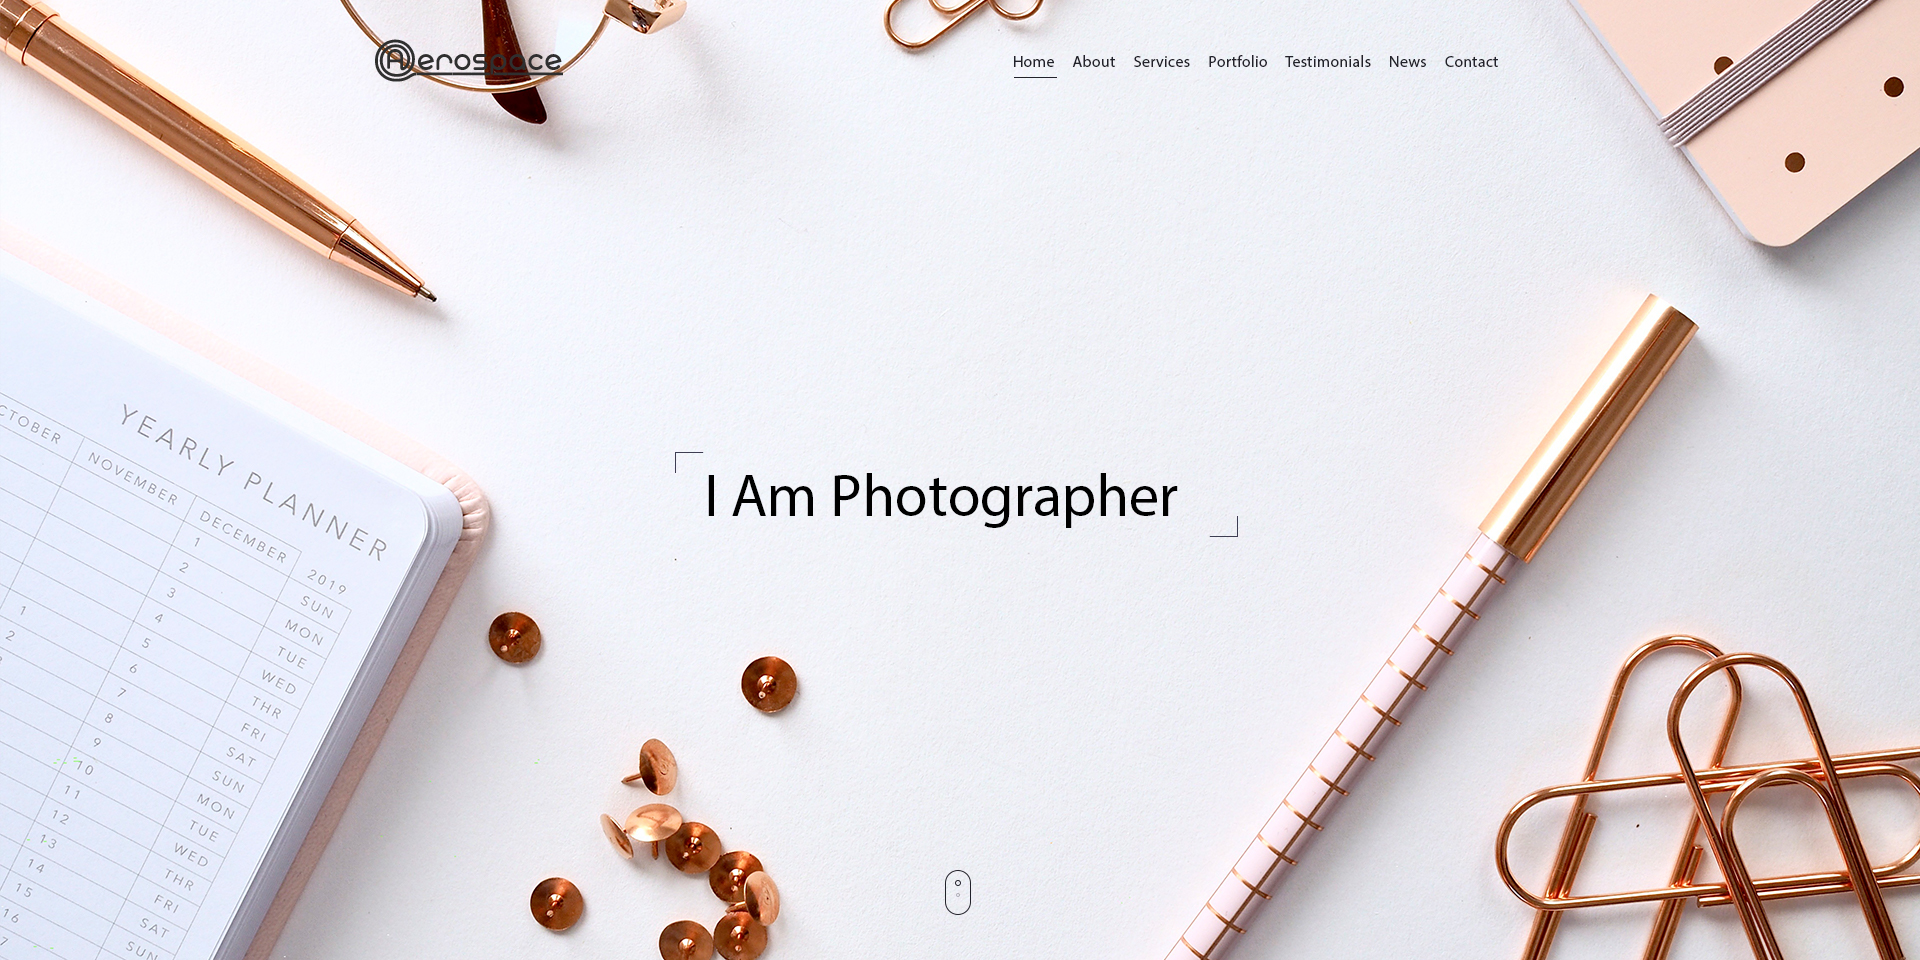 Aerospace
Home About Services Portfolio Testimonials News Contact
I Am Photographer
YEARLY PLANNER
NOVEMBER
DECEMBER
2019
1 SUN
2 MON
3 TUE
4 WED
1 5 THR
2 6 FRI
7 SAT
8 SUN
9 MON
10 TUE
11 WED
12 THR
13 FRI
14 SAT
15 SUN
16